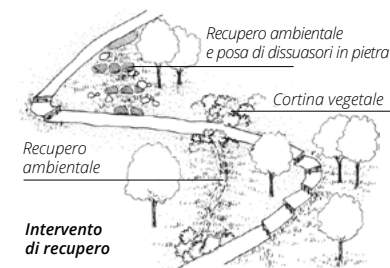 Recupero ambientale
e posa di dissuasori in pietra
Cortina vegetale
Recupero
ambientale
Intervento
di recupero